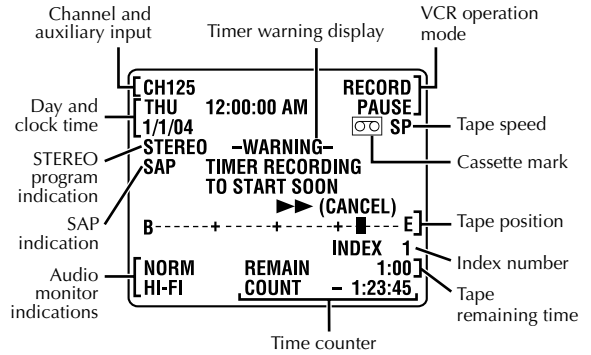 Channel and
auxiliary input
Timer warning display
VCR operation
mode
Day and
clock time
STEREO
program
indication
SAP
indication
Audio
monitor
indications
CH125
THU 12:00:00 AM
1/1/04
STEREO
SAP
RECORD
PAUSE
SP
–WARNING–
TIMER RECORDING
TO START SOON
►► (CANCEL)
B - - - - - - + - - - - - - + - - - - - - + - - ■ - - - - E
INDEX 1
NORM REMAIN 1:00
HI-FI COUNT – 1:23:45
Tape speed
Cassette mark
Tape position
Index number
Tape
remaining time
Time counter